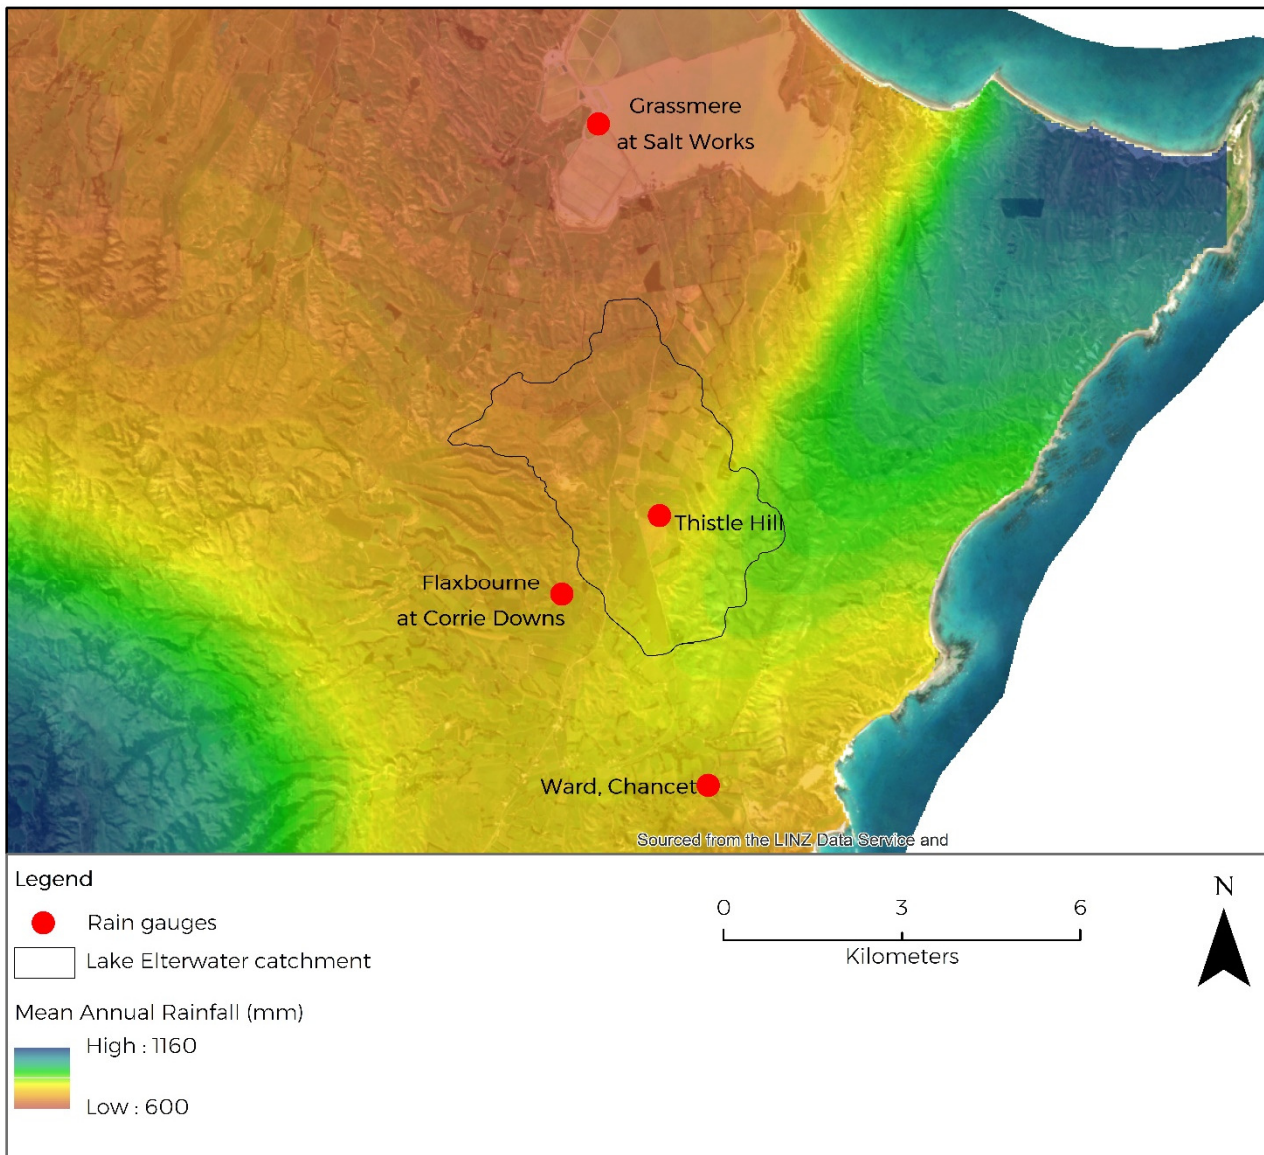 Grassmere
at Salt Works
Thistle Hill
Flaxbourne
at Corrie Downs
Ward, Chancet
Sourced from the LINZ Data Service and
Legend
Rain gauges
Lake Elterwater catchment
Mean Annual Rainfall (mm)
High : 1160
Low : 600
0 3 6
Kilometers
N